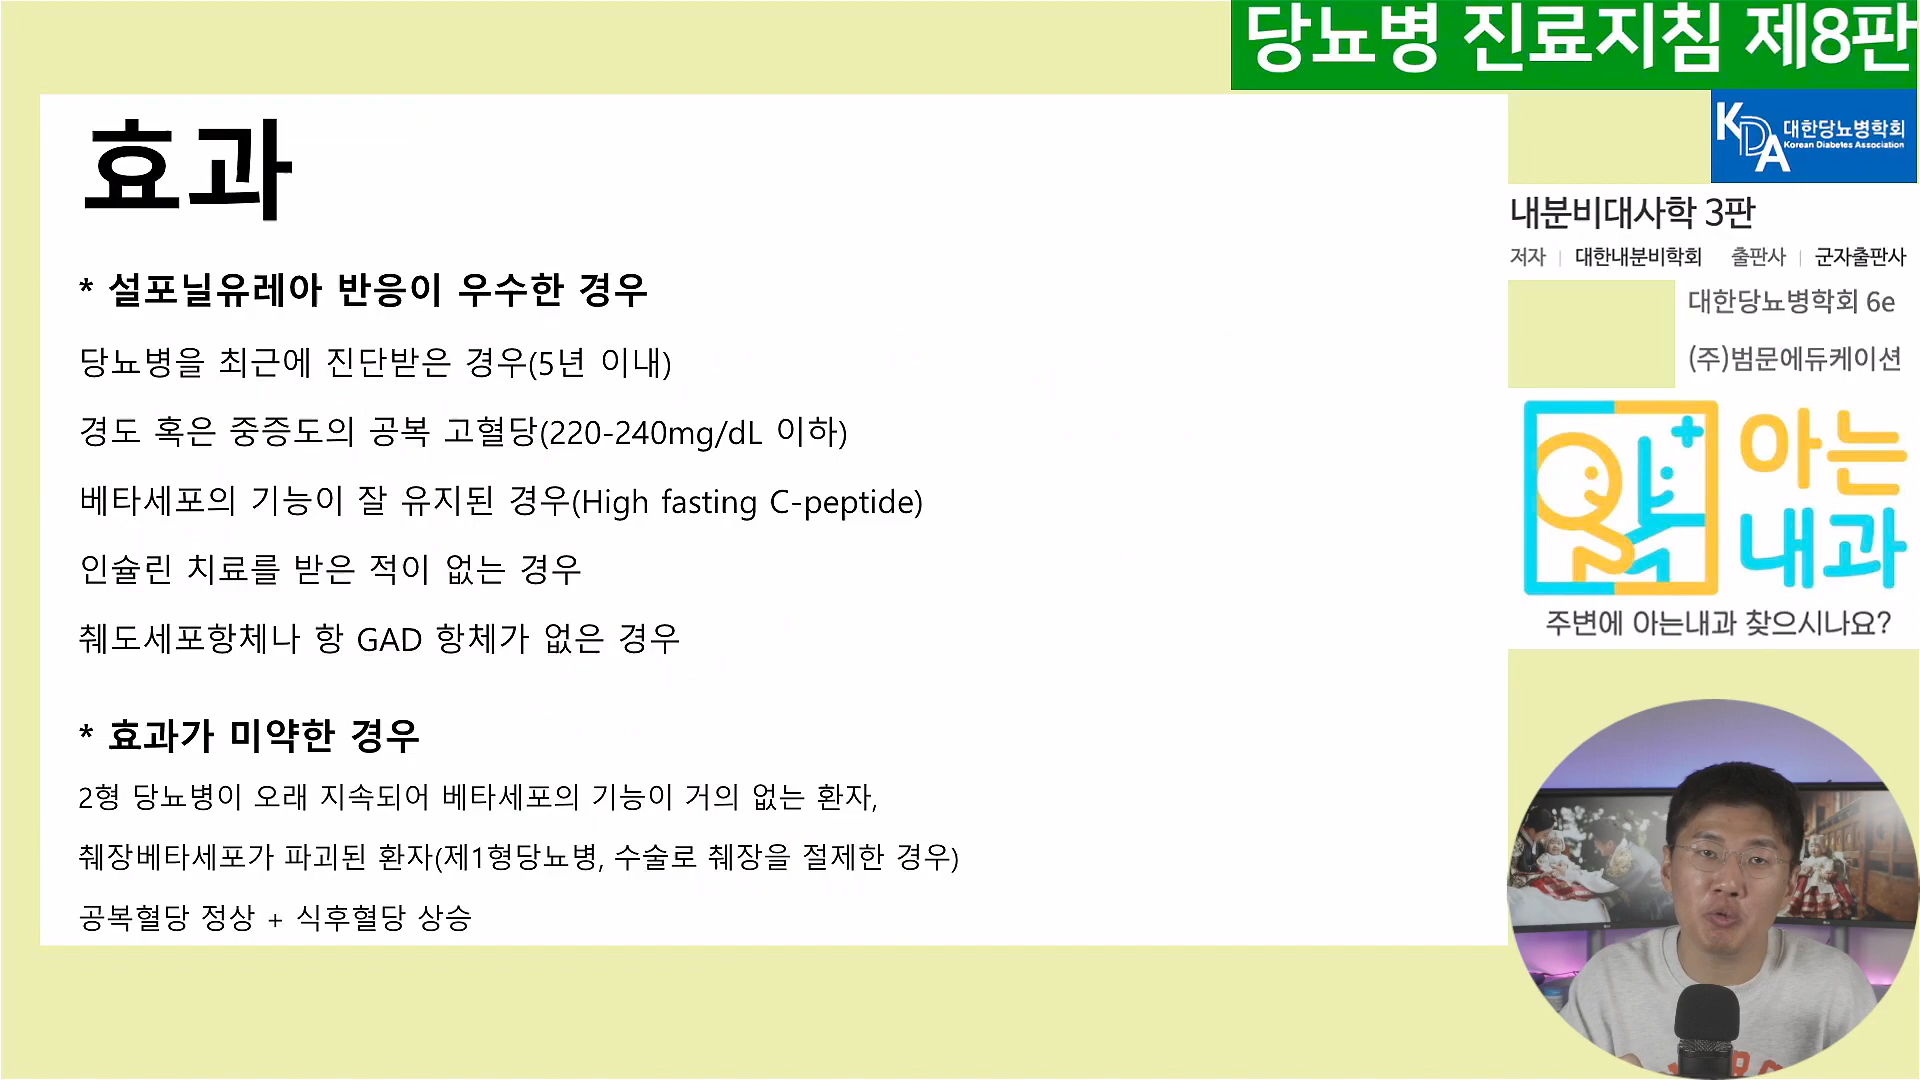 당뇨병 진료지침 제8판
KDA 대한당뇨병학회
Korean Diabetes Association
효과
* 설포닐유레아 반응이 우수한 경우
당뇨병을 최근에 진단받은 경우(5년 이내)
경도 혹은 중증도의 공복 고혈당(220-240mg/dL 이하)
베타세포의 기능이 잘 유지된 경우(High fasting C-peptide)
인슐린 치료를 받은 적이 없는 경우
췌도세포항체나 항 GAD 항체가 없은 경우
* 효과가 미약한 경우
2형 당뇨병이 오래 지속되어 베타세포의 기능이 거의 없는 환자,
췌장베타세포가 파괴된 환자(제1형당뇨병, 수술로 췌장을 절제한 경우)
공복혈당 정상 + 식후혈당 상승
내분비대사학 3판
저자 | 대한내분비학회 출판사 | 군자출판사
대한당뇨병학회 6e
(주)범문에듀케이션
아는
내과
주변에 아는내과 찾으시나요?